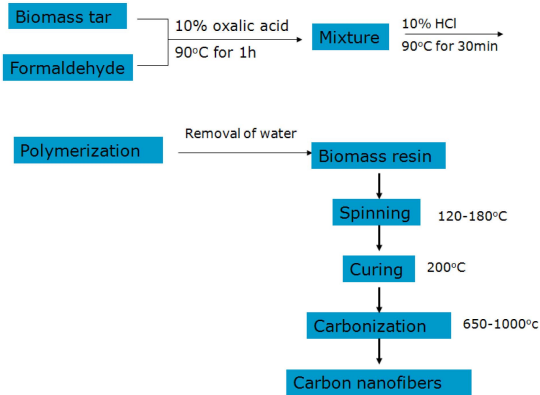 Biomass tar
10% oxalic acid
90°C for 1h
Formaldehyde
Mixture
10% HCl
90°C for 30min
Polymerization
Removal of water
Biomass resin
Spinning
120-180°C
Curing
200°C
Carbonization
650-1000°c
Carbon nanofibers